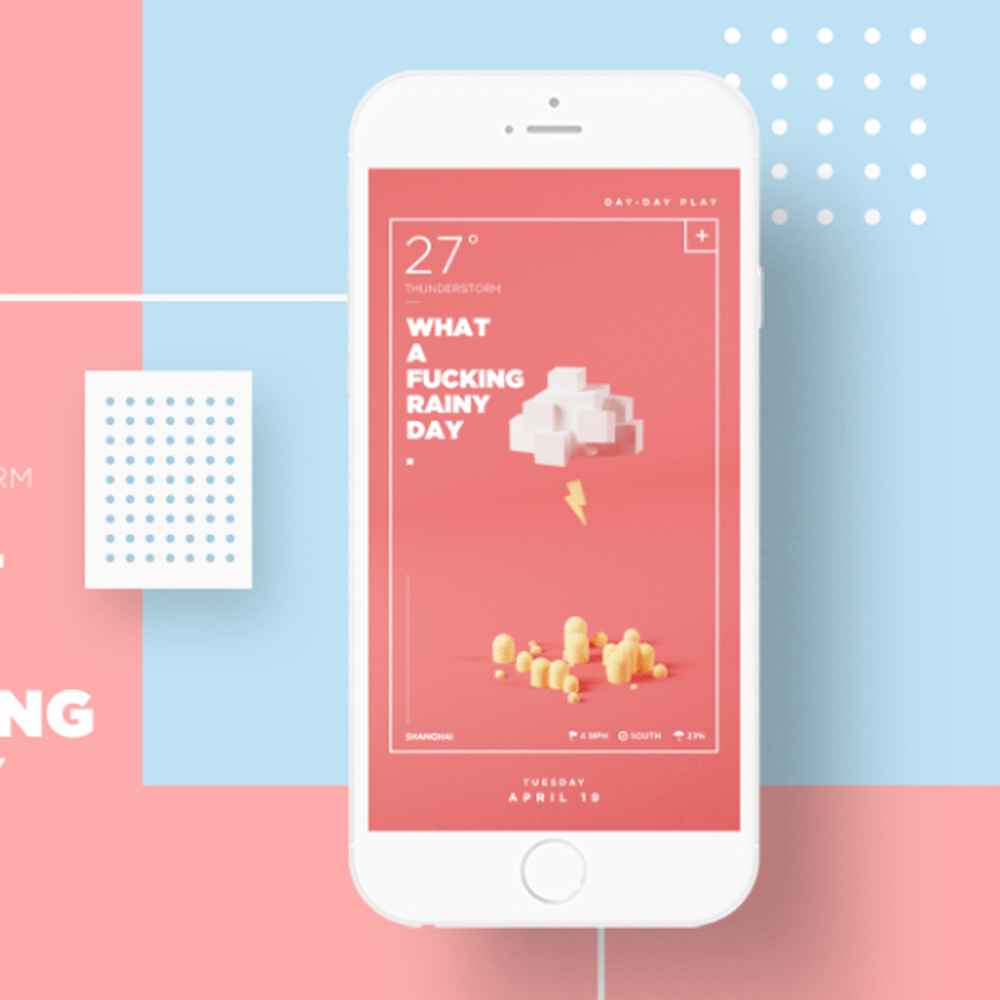 DAY-DAY PLAY
27°
THUNDERSTORM
WHAT
A
FUCKING
RAINY
DAY
.
SHANGHAI
4 MPH
SOUTH
23%
TUESDAY
APRIL 19
RM
NG